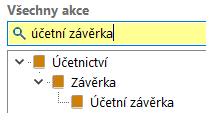 Všechny akce
účetní závěrka
Účetnictví
Závěrka
Účetní závěrka